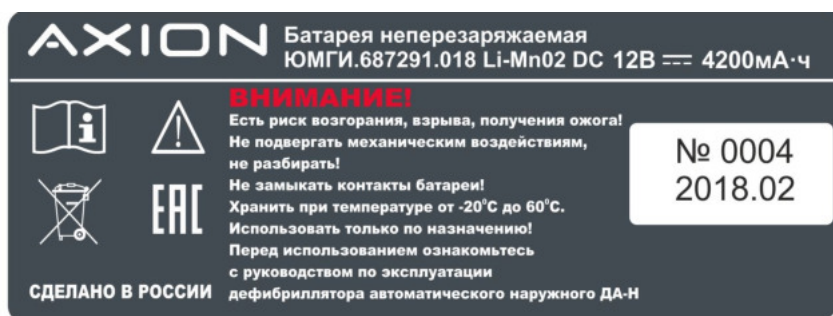 AXION
Батарея неперезаряжаемая
ЮМГИ.687291.018 Li-Mn02 DC 12В 4200мА·ч
ВНИМАНИЕ!
Есть риск возгорания, взрыва, получения ожога!
Не подвергать механическим воздействиям,
не разбирать!
Не замыкать контакты батареи!
Хранить при температуре от -20°С до 60°С.
Использовать только по назначению!
Перед использованием ознакомьтесь
с руководством по эксплуатации
дефибриллятора автоматического наружного ДА-Н
EAC
СДЕЛАНО В РОССИИ
№ 0004
2018.02